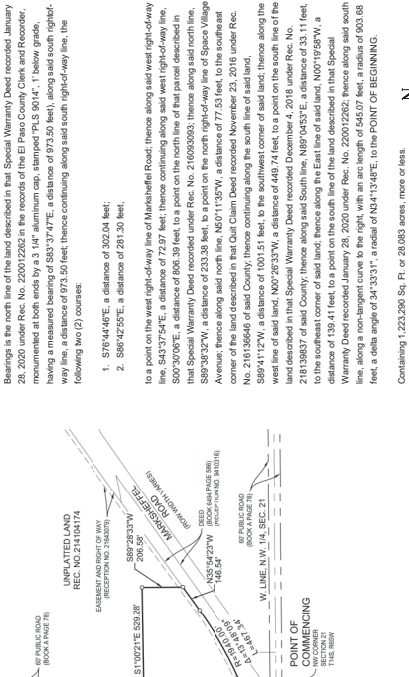 Bearings is the north line of the land described in that Special Warranty Deed recorded January
28, 2020 under Rec. No. 220012262 in the records of the El Paso County Clerk and Recorder,
monumented at both ends by a 3 1/4" aluminum cap, stamped "PLS 9014", 1' below grade,
having a measured bearing of S83°37'47"E, a distance of 973.50 feet), along said south rightof-
way line, a distance of 973.50 feet; thence continuing along said south right-of-way line, the
following two (2) courses:
1. S76°44'46"E, a distance of 302.04 feet;
2. S86°42'55"E, a distance of 281.30 feet,
to a point on the west right-of-way line of Marksheffel Road; thence along said west right-of-way
line, S43°37'54"E, a distance of 72.97 feet; thence continuing along said west right-of-way line,
S00°30'06"E, a distance of 806.39 feet, to a point on the north line of that parcel described in
that Special Warranty Deed under Rec. No. 216093093; thence along said north line,
S89°38'32"W, a distance of 233.38 feet, to a point on the north right-of-way line of Space Village
Avenue; thence along said north line, N50°11'35"W, a distance of 77.53 feet, to the southeast
corner of the land described in that Quit Claim Deed recorded November 23, 2016 under Rec.
No. 216136646 of said County; thence continuing along the south line of said land,
S89°41'12"W, a distance of 1001.51 feet, to the southwest corner of said land; thence along the
west line of said land, N00°26'33"W, a distance of 449.74 feet, to a point on the south line of the
land described in that Special Warranty Deed recorded December 4, 2018 under Rec. No.
218139837 of said County; thence along said South line, N89°04'53"E, a distance of 33.11 feet,
to the southeast corner of said land; thence along the East line of said land, N00°19'58"W, a
distance of 139.41 feet, to a point on the south line of the land described in that Special
Warranty Deed recorded January 28, 2020 under Rec. No. 220012262; thence along said south
line, along a non-tangent curve to the right, with an arc length of 545.07 feet, a radius of 903.68
feet, a delta angle of 34°33'31", a radial of N34°13'48"E, to the POINT OF BEGINNING.
Containing 1,223,290 Sq. Ft. or 28.083 acres, more or less.
N
60' PUBLIC ROAD
(BOOK A PAGE 78)
UNPLATTED LAND
REC. NO.214104174
EASEMENT AND RIGHT OF WAY
(RECEPTION NO. 21643079)
S89°28'33"W
206.58'
MARKSHEFFEL
ROAD
(ROW WIDTH VARIES)
DEED
(BOOK 6494 PAGE 586)
(RECEPTION NO. 9410316)
S1°00'21"E 529.28'
N35°54'23"W
146.54'
R=1940.00'
Δ=13°48'09"
A=467.34'
60' PUBLIC ROAD
(BOOK A PAGE 78)
W. LINE, N.W. 1/4, SEC. 21
POINT OF
COMMENCING
NW CORNER
SECTION 21
T14S, R65W